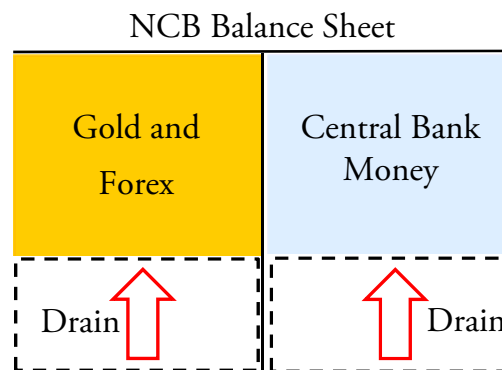 NCB Balance Sheet
Gold and
Forex
Central Bank
Money
Drain
Drain